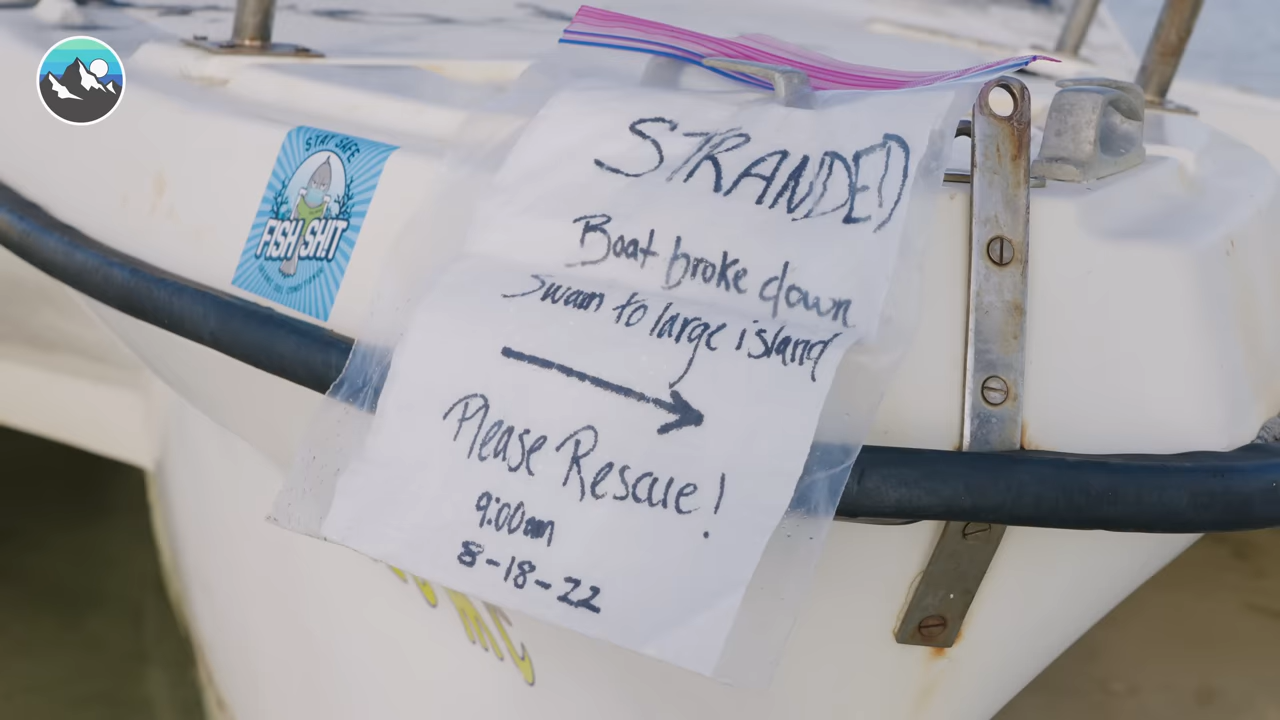 STAY SAFE
FISH SHIT
STRANDED
Boat broke down
Swam to large island
Please Rescue!
9:00am
8-18-22